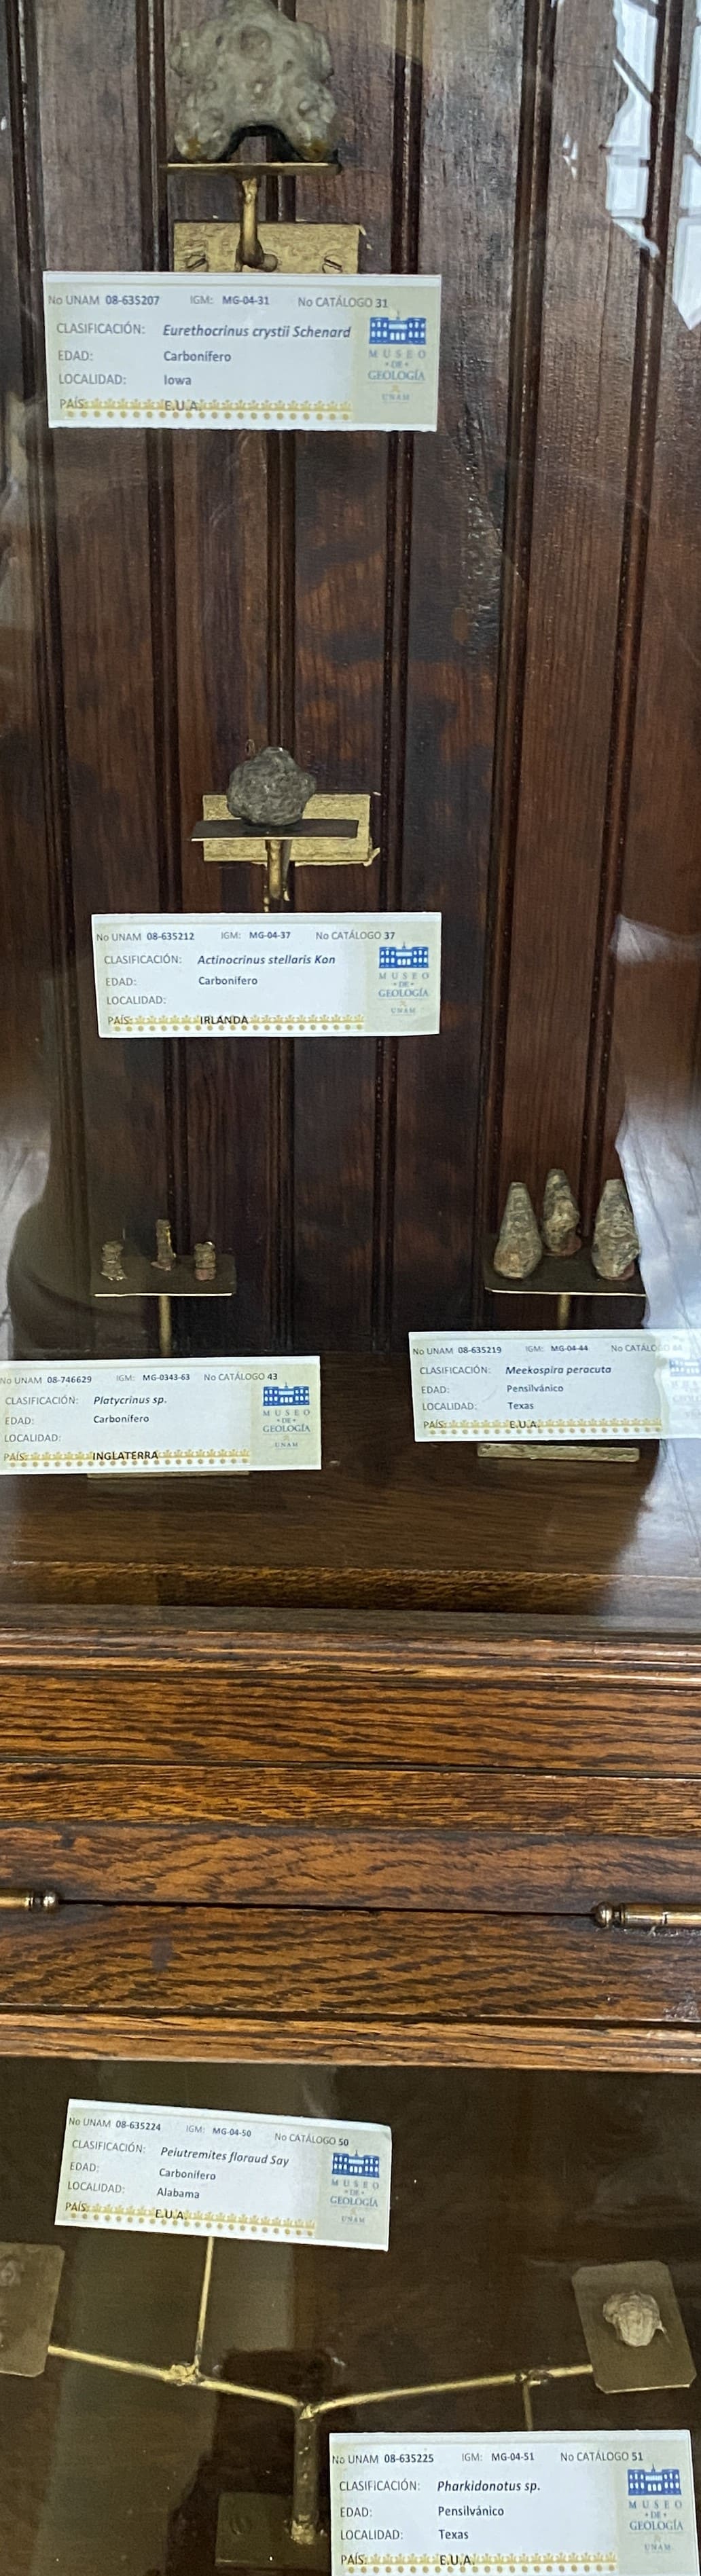 No UNAM 08-635207 IGM: MG-04-31 No CATÁLOGO 31
CLASIFICACIÓN: Eurethocrinus crystii Schenard
EDAD: Carbonífero
LOCALIDAD: Iowa
PAÍS: E.U.A.
MUSEO
DE
GEOLOGÍA
UNAM
No UNAM 08-635212 IGM: MG-04-37 No CATÁLOGO 37
CLASIFICACIÓN: Actinocrinus stellaris Kon
EDAD: Carbonífero
LOCALIDAD:
PAÍS: IRLANDA
MUSEO
DE
GEOLOGÍA
UNAM
No UNAM 08-746629 IGM: MG-0343-63 No CATÁLOGO 43
CLASIFICACIÓN: Platycrinus sp.
EDAD: Carbonífero
LOCALIDAD:
PAÍS: INGLATERRA
MUSEO
DE
GEOLOGÍA
UNAM
No UNAM 08-635219 IGM: MG-04-44 No CATÁLOGO
CLASIFICACIÓN: Meekospira peracuta
EDAD: Pensilvánico
LOCALIDAD: Texas
PAÍS: E.U.A.
No UNAM 08-635224 IGM: MG-04-50 No CATÁLOGO 50
CLASIFICACIÓN: Peiutremites floraud Say
EDAD: Carbonífero
LOCALIDAD: Alabama
PAÍS: E.U.A.
MUSEO
DE
GEOLOGÍA
UNAM
No UNAM 08-635225 IGM: MG-04-51 No CATÁLOGO 51
CLASIFICACIÓN: Pharkidonotus sp.
EDAD: Pensilvánico
LOCALIDAD: Texas
PAÍS: E.U.A.
MUSEO
DE
GEOLOGÍA
UNAM